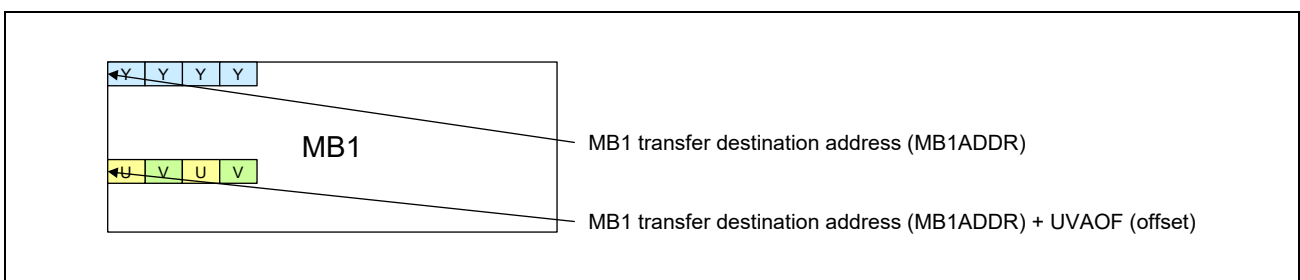 Y Y Y Y
MB1
MB1 transfer destination address (MB1ADDR)
U V U V
MB1 transfer destination address (MB1ADDR) + UVAOF (offset)